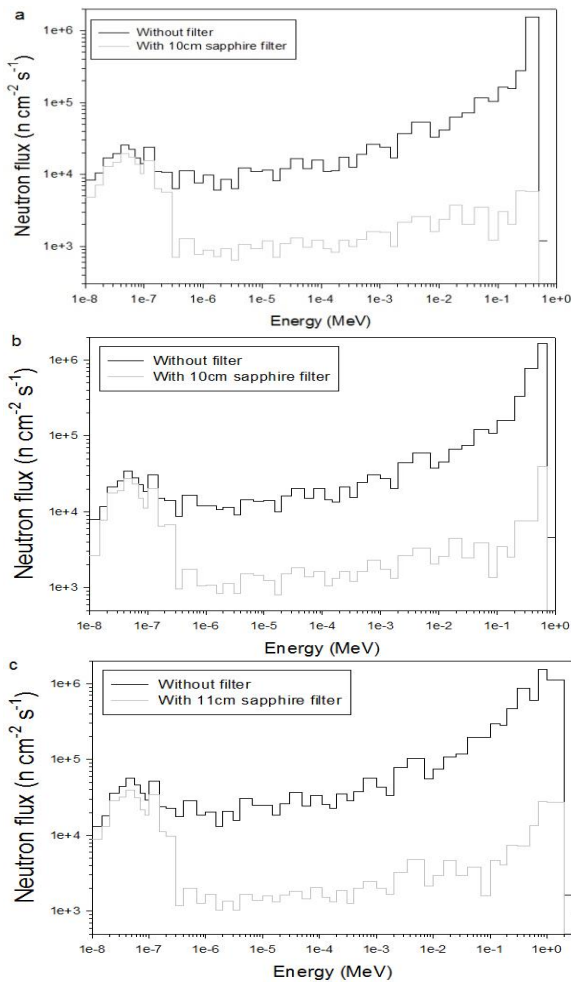 a
Without filter
With 10cm sapphire filter
Neutron flux (n cm⁻² s⁻¹)
1e+6
1e+5
1e+4
1e+3
1e-8 1e-7 1e-6 1e-5 1e-4 1e-3 1e-2 1e-1 1e+0
Energy (MeV)
b
Without filter
With 10cm sapphire filter
Neutron flux (n cm⁻² s⁻¹)
1e+6
1e+5
1e+4
1e+3
1e-8 1e-7 1e-6 1e-5 1e-4 1e-3 1e-2 1e-1 1e+0
Energy (MeV)
c
Without filter
With 11cm sapphire filter
Neutron flux (n cm⁻² s⁻¹)
1e+6
1e+5
1e+4
1e+3
1e-8 1e-7 1e-6 1e-5 1e-4 1e-3 1e-2 1e-1 1e+0
Energy (MeV)